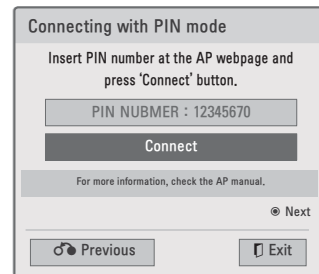 Connecting with PIN mode
Insert PIN number at the AP webpage and
press ‘Connect’ button.
PIN NUBMER : 12345670
Connect
For more information, check the AP manual.
◉ Next
Previous
Exit